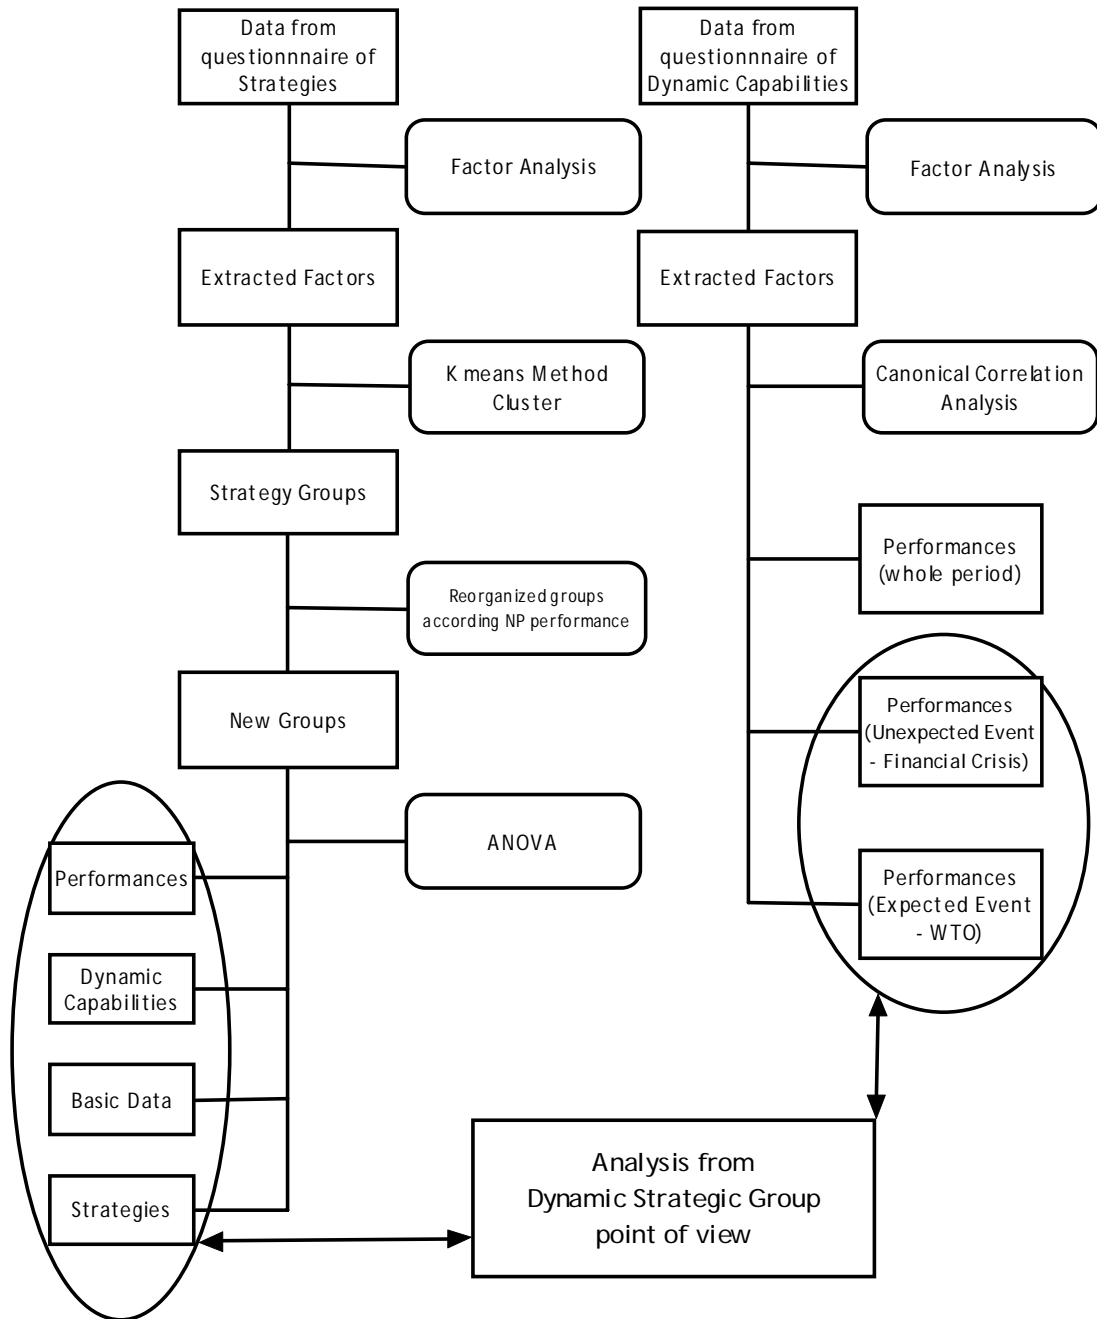 Data from
questionnnaire of
Strategies
Data from
questionnnaire of
Dynamic Capabilities
Factor Analysis
Factor Analysis
Extracted Factors
Extracted Factors
K means Method
Cluster
Canonical Correlation
Analysis
Strategy Groups
Performances
(whole period)
Reorganized groups
according NP performance
New Groups
Performances
(Unexpected Event
- Financial Crisis)
ANOVA
Performances
Performances
(Expected Event
- WTO)
Dynamic
Capabilities
Basic Data
Strategies
Analysis from
Dynamic Strategic Group
point of view